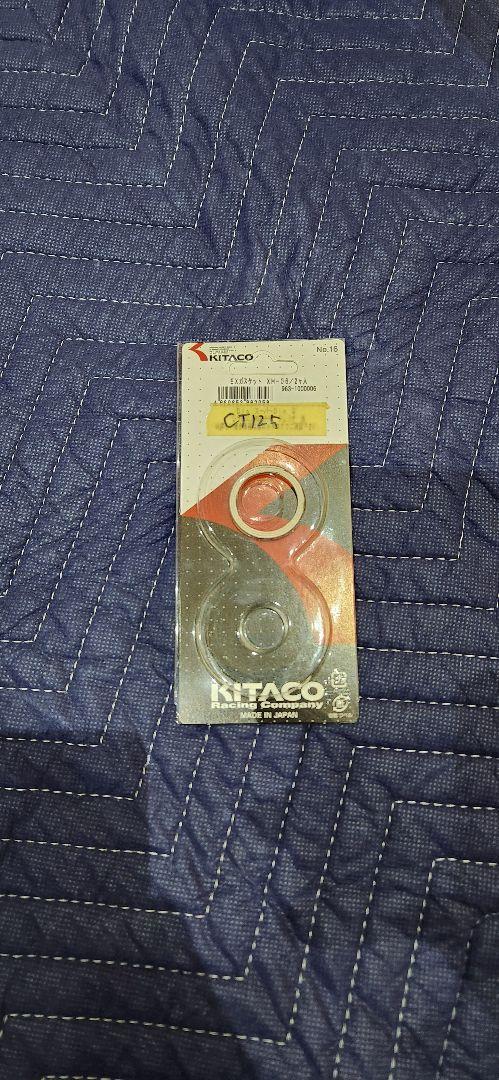 KITACO
No.16
EXガスケット XH-06/2ヶ入
963-1000006
CT125
KITACO
Racing Company
MADE IN JAPAN